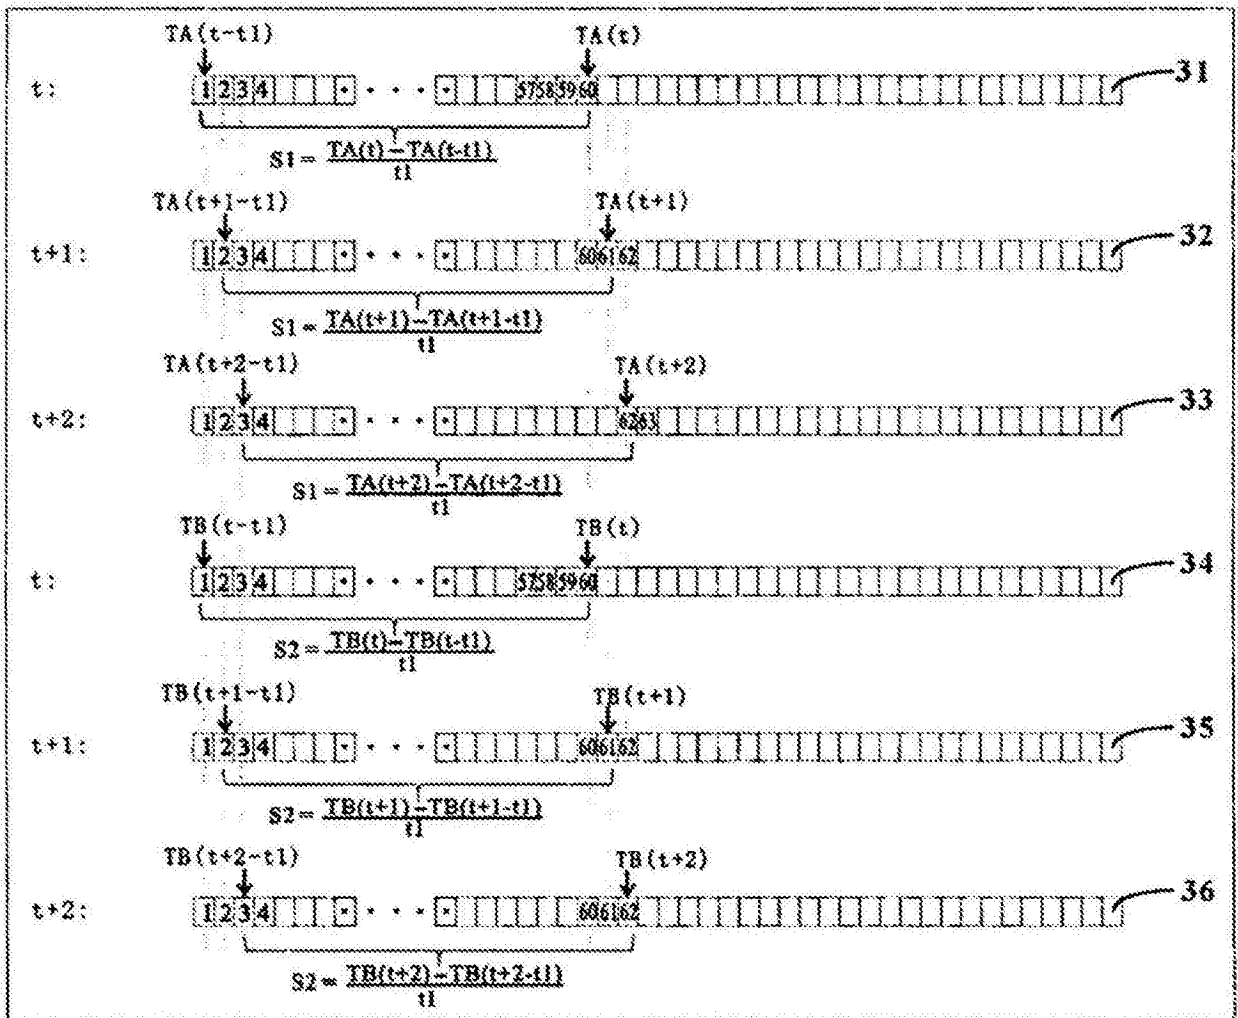 TA(t-t1) TA(t)
t: 1 2 3 4 · · · · · 57 58 59 60 31
S1 = TA(t)-TA(t-t1)
t1
TA(t+1-t1) TA(t+1)
t+1: 1 2 3 4 · · · · · 60 61 62 32
S1 = TA(t+1)-TA(t+1-t1)
t1
TA(t+2-t1) TA(t+2)
t+2: 1 2 3 4 · · · · · 62 63 33
S1 = TA(t+2)-TA(t+2-t1)
t1
TB(t-t1) TB(t)
t: 1 2 3 4 · · · · · 57 58 59 60 34
S2 = TB(t)-TB(t-t1)
t1
TB(t+1-t1) TB(t+1)
t+1: 1 2 3 4 · · · · · 60 61 62 35
S2 = TB(t+1)-TB(t+1-t1)
t1
TB(t+2-t1) TB(t+2)
t+2: 1 2 3 4 · · · · · 60 61 62 36
S2 = TB(t+2)-TB(t+2-t1)
t1